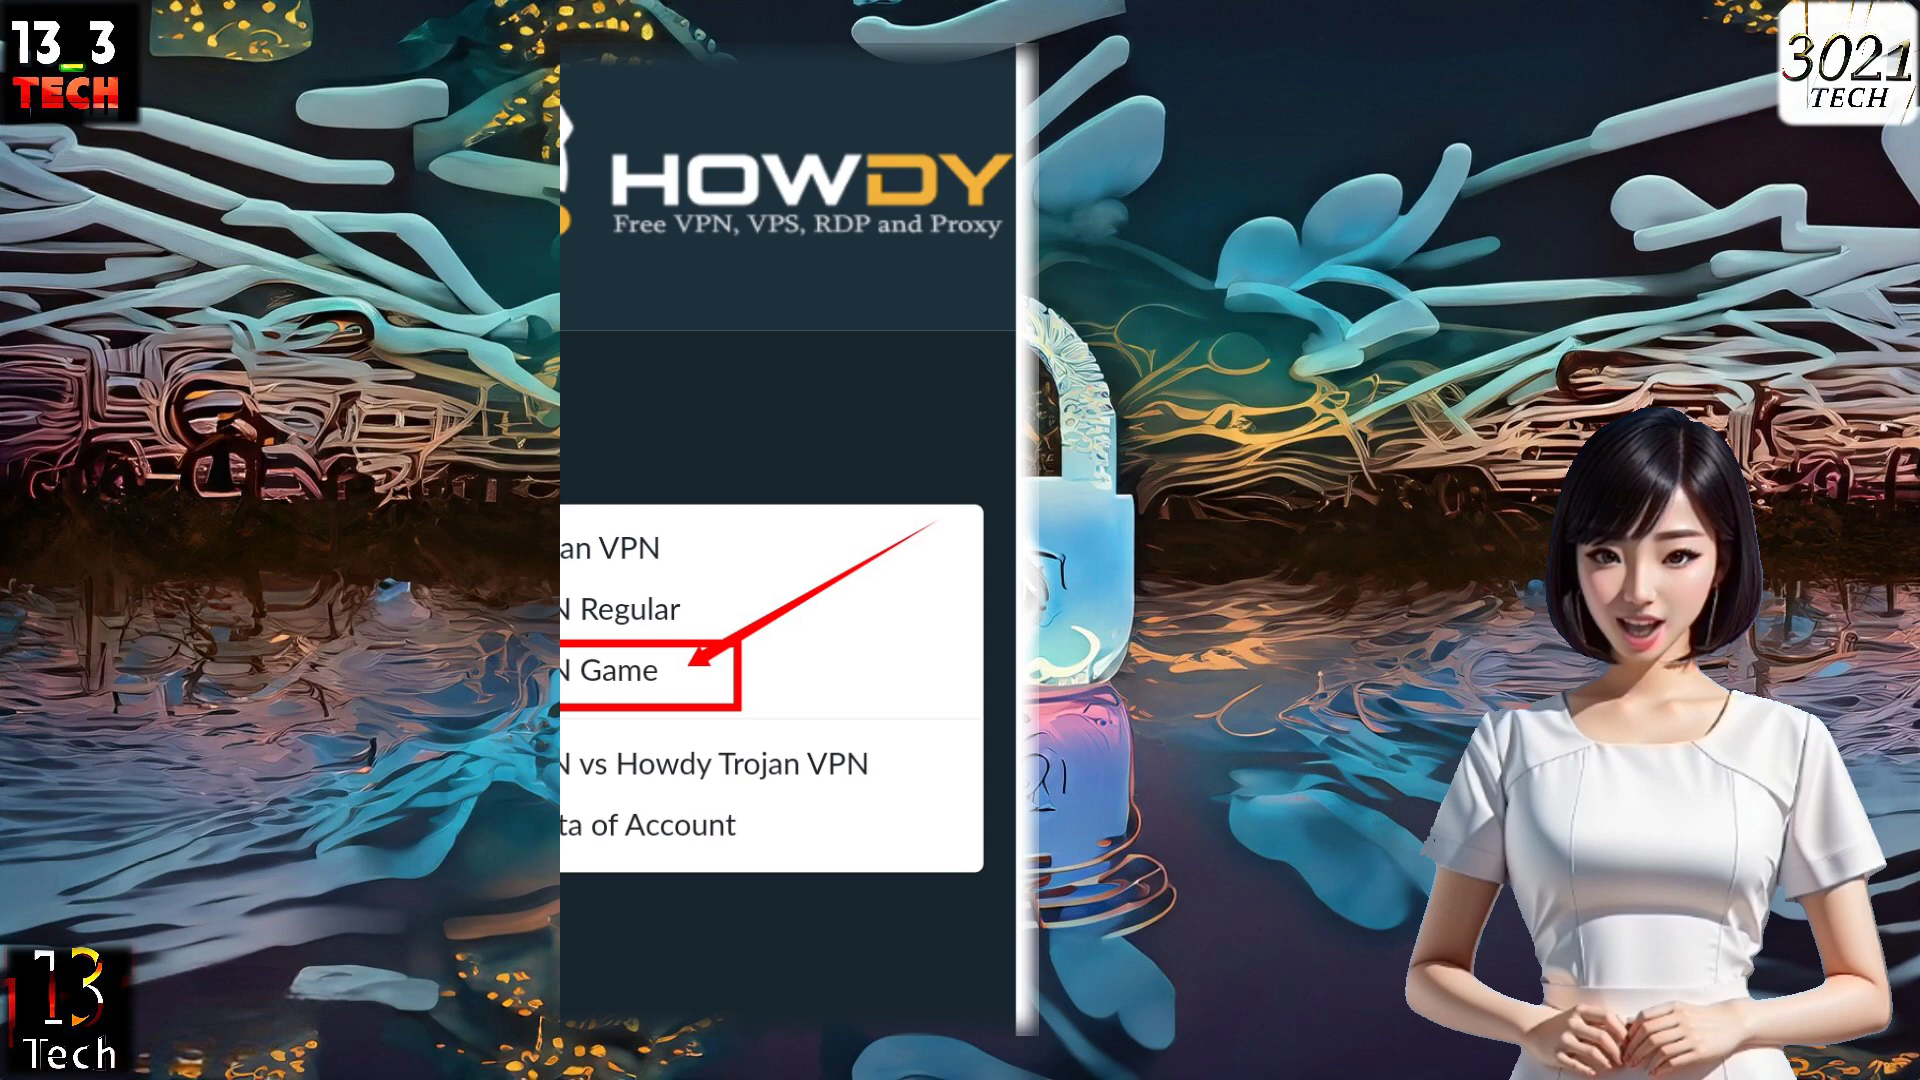 13_3
TECH
3021
TECH
HOWDY
Free VPN, VPS, RDP and Proxy
an VPN
N Regular
N Game
N vs Howdy Trojan VPN
ta of Account
13
Tech